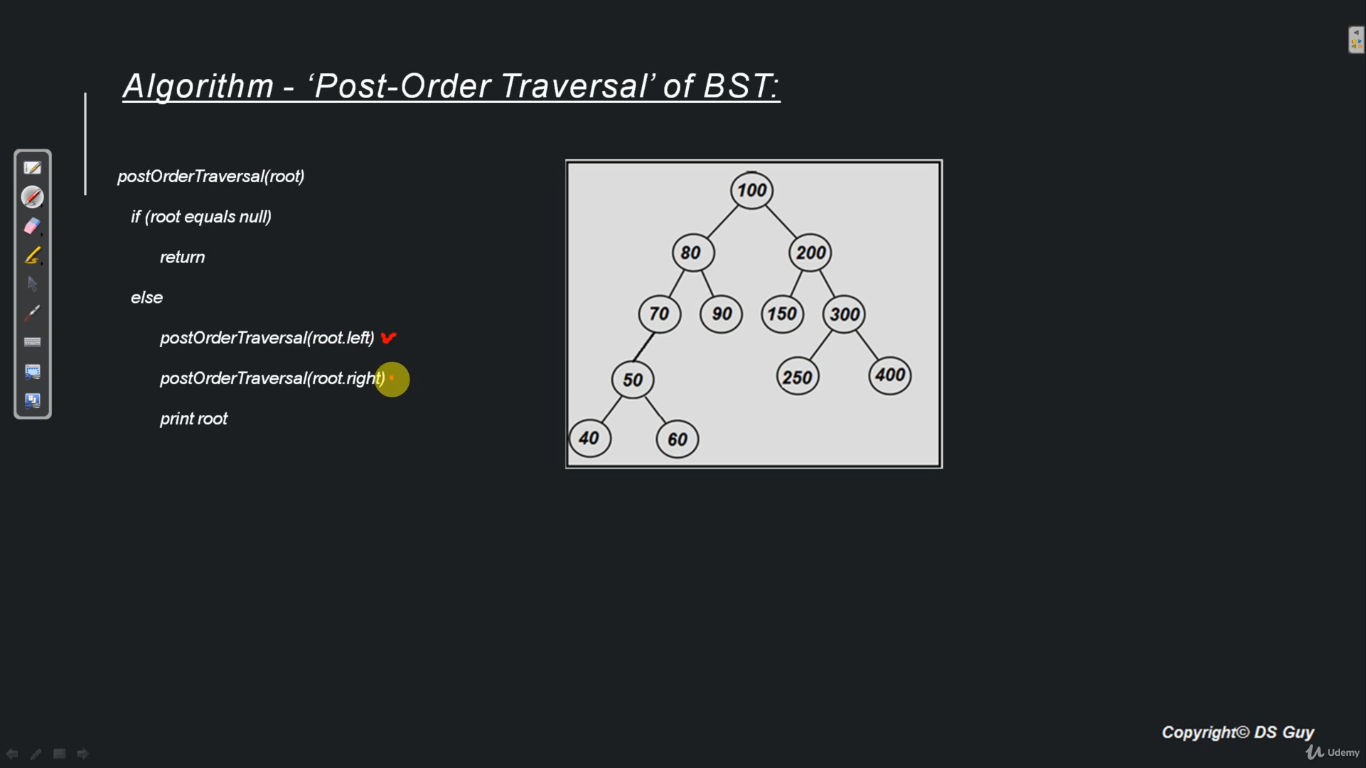 Algorithm - ‘Post-Order Traversal’ of BST:
postOrderTraversal(root)
if (root equals null)
return
else
postOrderTraversal(root.left)
postOrderTraversal(root.right)
print root
100
80
200
70
90
150
300
50
250
400
40
60
Copyright© DS Guy
Udemy